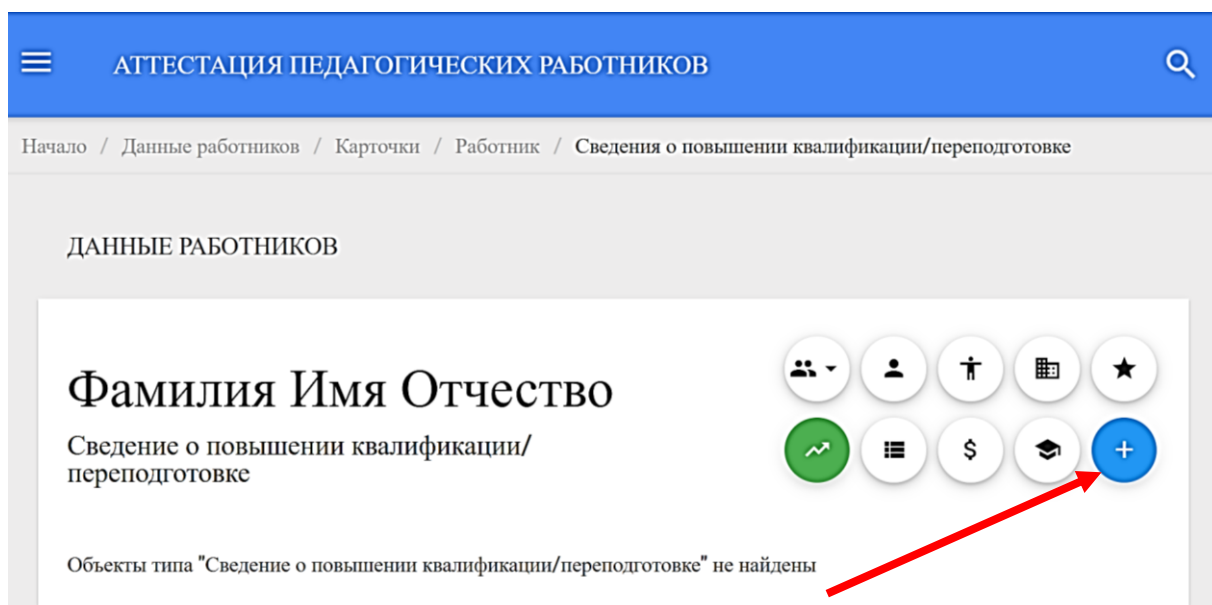 АТТЕСТАЦИЯ ПЕДАГОГИЧЕСКИХ РАБОТНИКОВ
Начало / Данные работников / Карточки / Работник / Сведения о повышении квалификации/переподготовке
ДАННЫЕ РАБОТНИКОВ
Фамилия Имя Отчество
Сведение о повышении квалификации/
переподготовке
Объекты типа "Сведение о повышении квалификации/переподготовке" не найдены